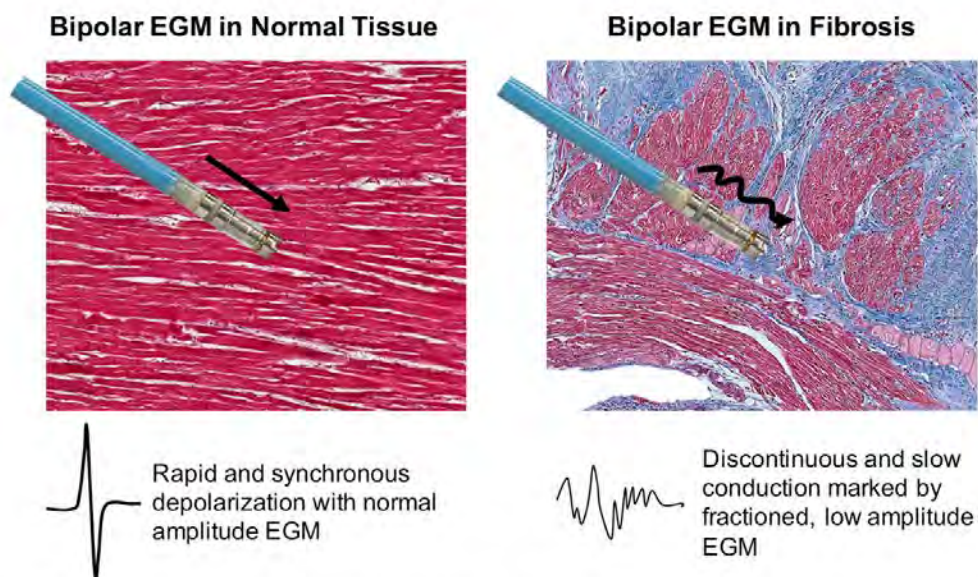 Bipolar EGM in Normal Tissue
Bipolar EGM in Fibrosis
Rapid and synchronous
depolarization with normal
amplitude EGM
Discontinuous and slow
conduction marked by
fractioned, low amplitude
EGM